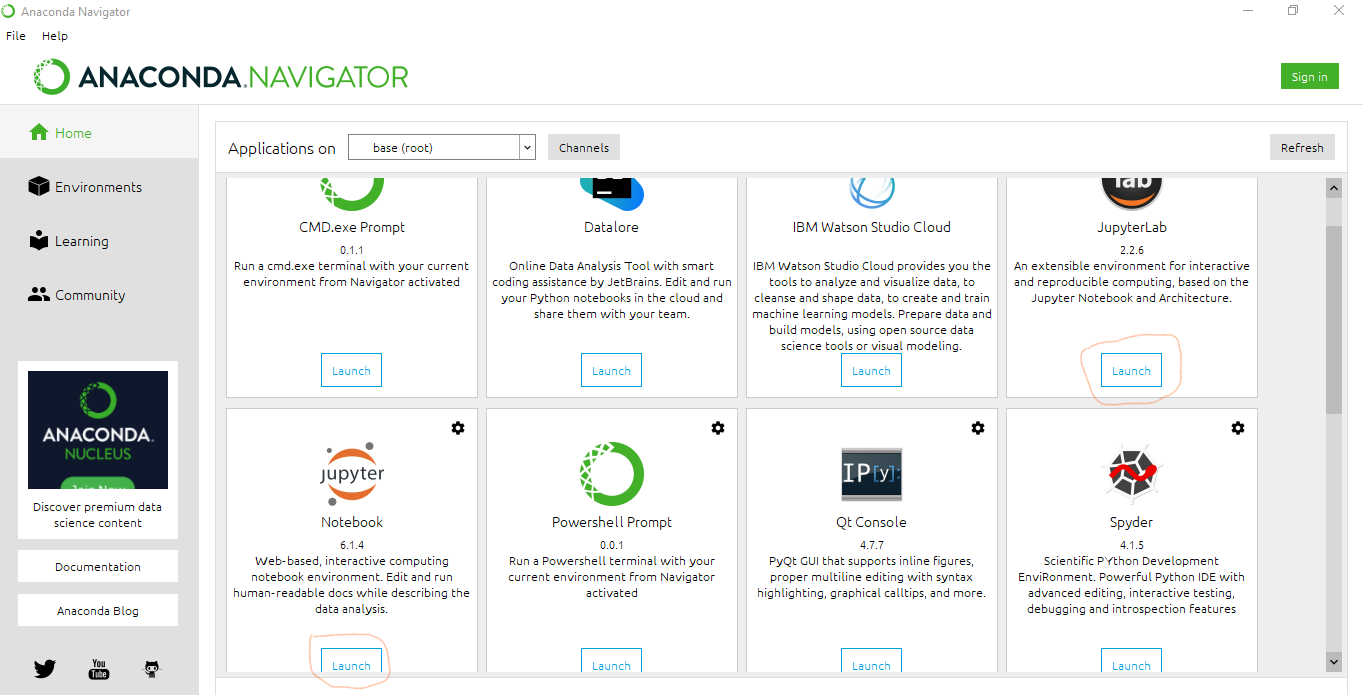 Anaconda Navigator
File Help
ANACONDA.NAVIGATOR
Sign in
Home
Environments
Learning
Community
ANACONDA.
NUCLEUS
Join Now
Discover premium data
science content
Documentation
Anaconda Blog
You
Tube
Applications on
base (root)
Channels
Refresh
CMD.exe Prompt
0.1.1
Run a cmd.exe terminal with your current
environment from Navigator activated
Launch
Datalore
Online Data Analysis Tool with smart
coding assistance by JetBrains. Edit and run
your Python notebooks in the cloud and
share them with your team.
Launch
IBM Watson Studio Cloud
IBM Watson Studio Cloud provides you the
tools to analyze and visualize data, to
cleanse and shape data, to create and train
machine learning models. Prepare data and
build models, using open source data
science tools or visual modeling.
Launch
lab
JupyterLab
2.2.6
An extensible environment for interactive
and reproducible computing, based on the
Jupyter Notebook and Architecture.
Launch
jupyter
Notebook
6.1.4
Web-based, interactive computing
notebook environment. Edit and run
human-readable docs while describing the
data analysis.
Launch
Powershell Prompt
0.0.1
Run a Powershell terminal with your
current environment from Navigator
activated
Launch
IP[y]:
Qt Console
4.7.7
PyQt GUI that supports inline figures,
proper multiline editing with syntax
highlighting, graphical calltips, and more.
Launch
Spyder
4.1.5
Scientific PYthon Development
EnviRonment. Powerful Python IDE with
advanced editing, interactive testing,
debugging and introspection features
Launch